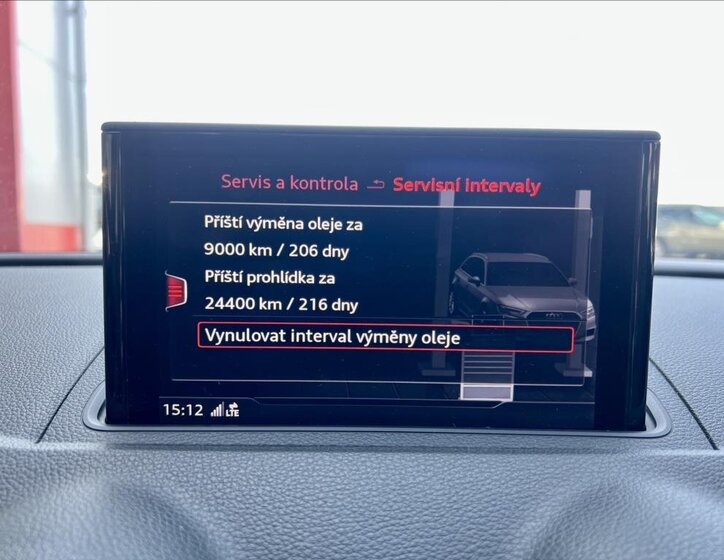 Servis a kontrola Servisní intervaly
Příští výměna oleje za
9000 km / 206 dny
Příští prohlídka za
24400 km / 216 dny
Vynulovat interval výměny oleje
15:12 LTE